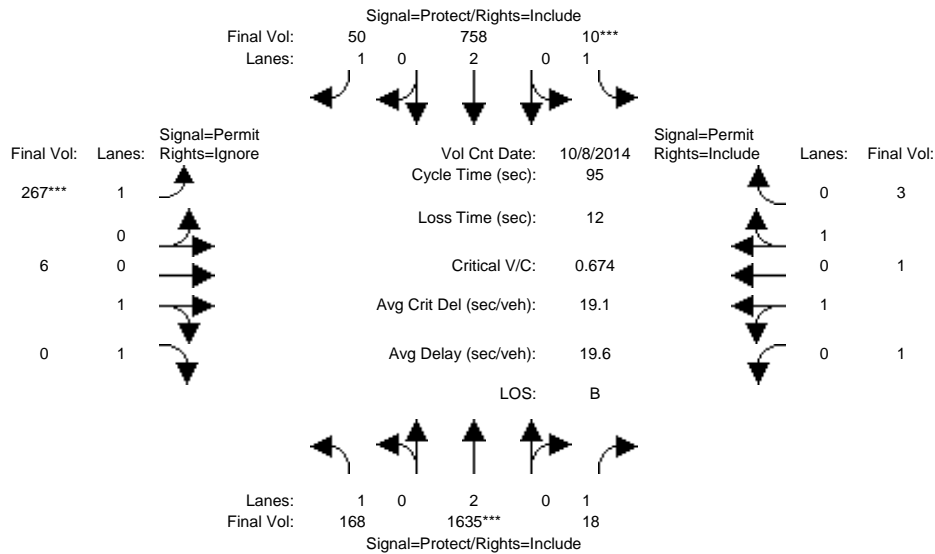 Signal=Protect/Rights=Include
Final Vol: 50 758 10***
Lanes: 1 0 2 0 1
Signal=Permit Signal=Permit
Final Vol: Lanes: Rights=Ignore Vol Cnt Date: 10/8/2014 Rights=Include Lanes: Final Vol:
Cycle Time (sec): 95
267*** 1 0 3
Loss Time (sec): 12
0 1
6 0 Critical V/C: 0.674 0 1
1 Avg Crit Del (sec/veh): 19.1 1
0 1 Avg Delay (sec/veh): 19.6 0 1
LOS: B
Lanes: 1 0 2 0 1
Final Vol: 168 1635*** 18
Signal=Protect/Rights=Include